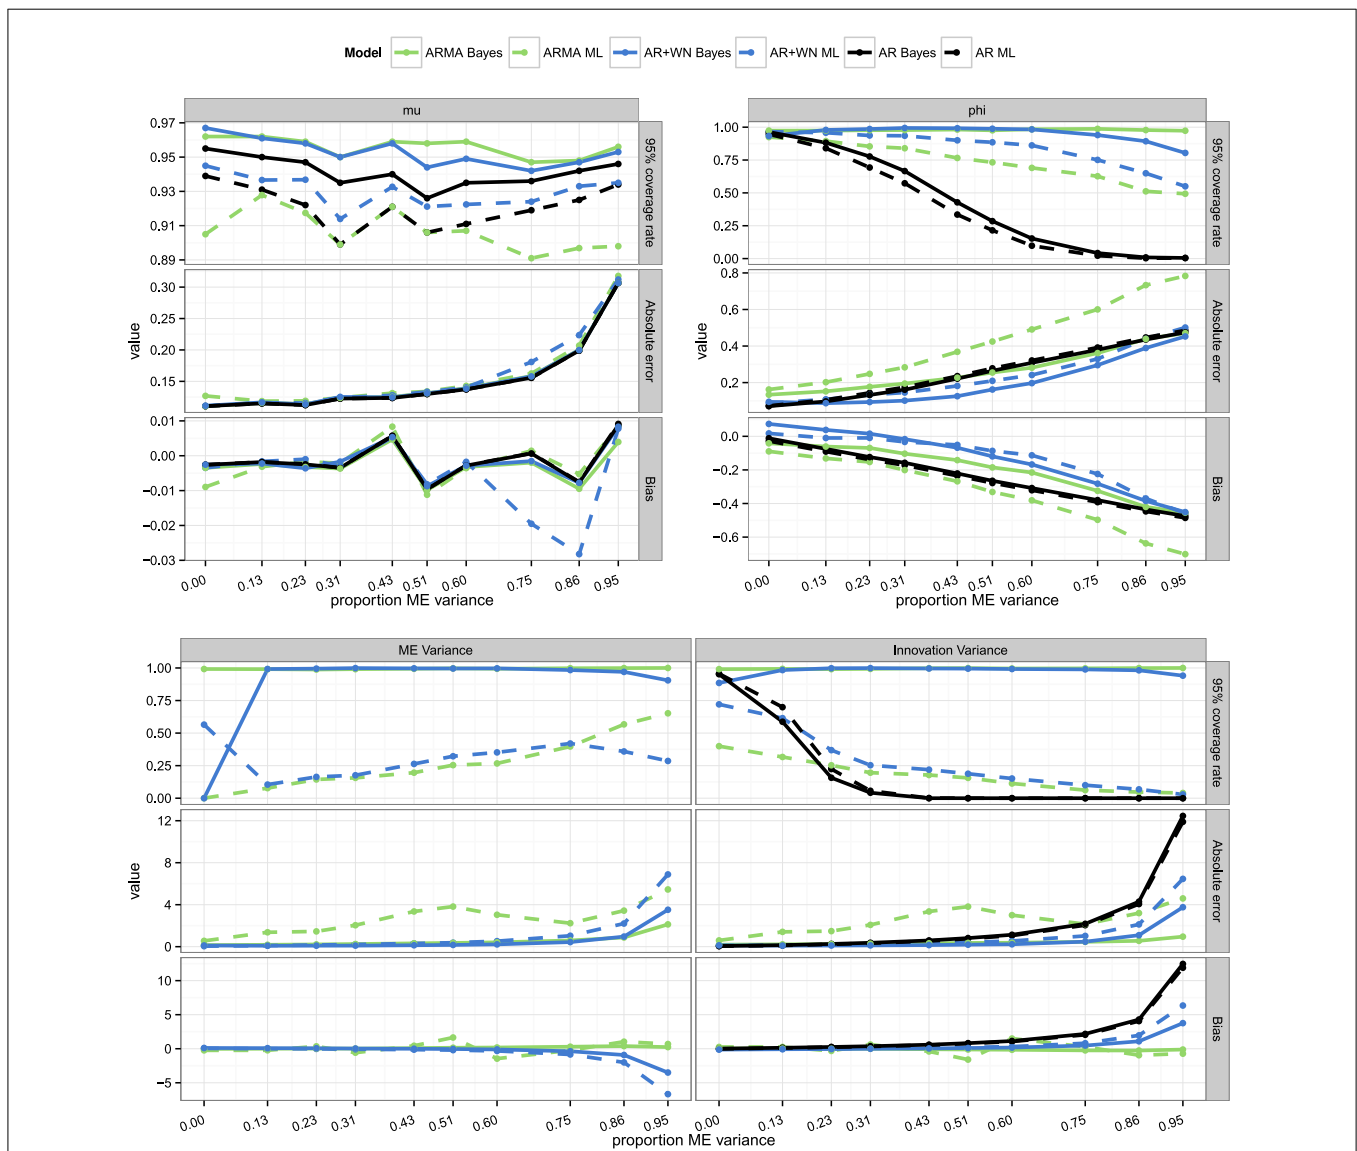 Model ARMA Bayes ARMA ML AR+WN Bayes AR+WN ML AR Bayes AR ML
mu
0.97
0.95
0.93
0.91
0.89
95% coverage rate
0.30
0.25
0.20
0.15
Absolute error
value
0.01
0.00
−0.01
−0.02
−0.03
Bias
0.00 0.13 0.23 0.31 0.43 0.51 0.60 0.75 0.86 0.95
proportion ME variance
phi
1.00
0.75
0.50
0.25
0.00
95% coverage rate
0.8
0.6
0.4
0.2
Absolute error
value
0.0
−0.2
−0.4
−0.6
Bias
0.00 0.13 0.23 0.31 0.43 0.51 0.60 0.75 0.86 0.95
proportion ME variance
ME Variance Innovation Variance
1.00
0.75
0.50
0.25
0.00
95% coverage rate
12
8
4
0
Absolute error
value
10
5
0
−5
Bias
0.00 0.13 0.23 0.31 0.43 0.51 0.60 0.75 0.86 0.95 0.00 0.13 0.23 0.31 0.43 0.51 0.60 0.75 0.86 0.95
proportion ME variance